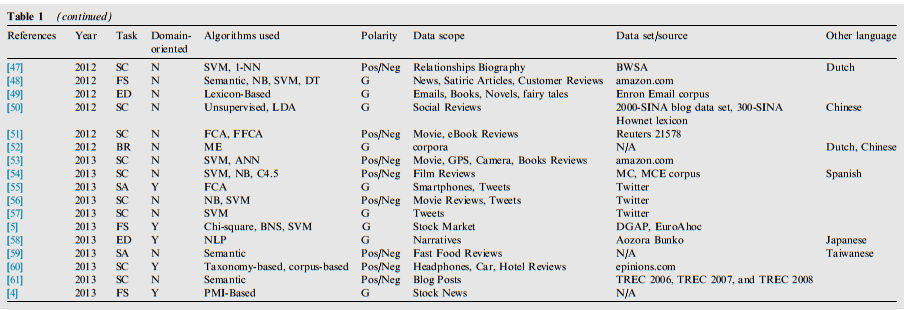 Table 1 (continued)
References Year Task Domain-oriented Algorithms used Polarity Data scope Data set/source Other language
[47] 2012 SC N SVM, 1-NN Pos/Neg Relationships Biography BWSA Dutch
[48] 2012 FS N Semantic, NB, SVM, DT G News, Satiric Articles, Customer Reviews amazon.com
[49] 2012 ED N Lexicon-Based G Emails, Books, Novels, fairy tales Enron Email corpus
[50] 2012 SC N Unsupervised, LDA G Social Reviews 2000-SINA blog data set, 300-SINA Chinese
Hownet lexicon
[51] 2012 SC N FCA, FFCA Pos/Neg Movie, eBook Reviews Reuters 21578
[52] 2012 BR N ME G corpora N/A Dutch, Chinese
[53] 2013 SC N SVM, ANN Pos/Neg Movie, GPS, Camera, Books Reviews amazon.com
[54] 2013 SC N SVM, NB, C4.5 Pos/Neg Film Reviews MC, MCE corpus Spanish
[55] 2013 SA Y FCA G Smartphones, Tweets Twitter
[56] 2013 SC N NB, SVM Pos/Neg Movie Reviews, Tweets Twitter
[57] 2013 SC N SVM G Tweets Twitter
[5] 2013 FS Y Chi-square, BNS, SVM G Stock Market DGAP, EuroAhoc
[58] 2013 ED Y NLP G Narratives Aozora Bunko Japanese
[59] 2013 SA N Semantic Pos/Neg Fast Food Reviews N/A Taiwanese
[60] 2013 SC Y Taxonomy-based, corpus-based Pos/Neg Headphones, Car, Hotel Reviews epinions.com
[61] 2013 SC N Semantic Pos/Neg Blog Posts TREC 2006, TREC 2007, and TREC 2008
[4] 2013 FS Y PMI-Based G Stock News N/A